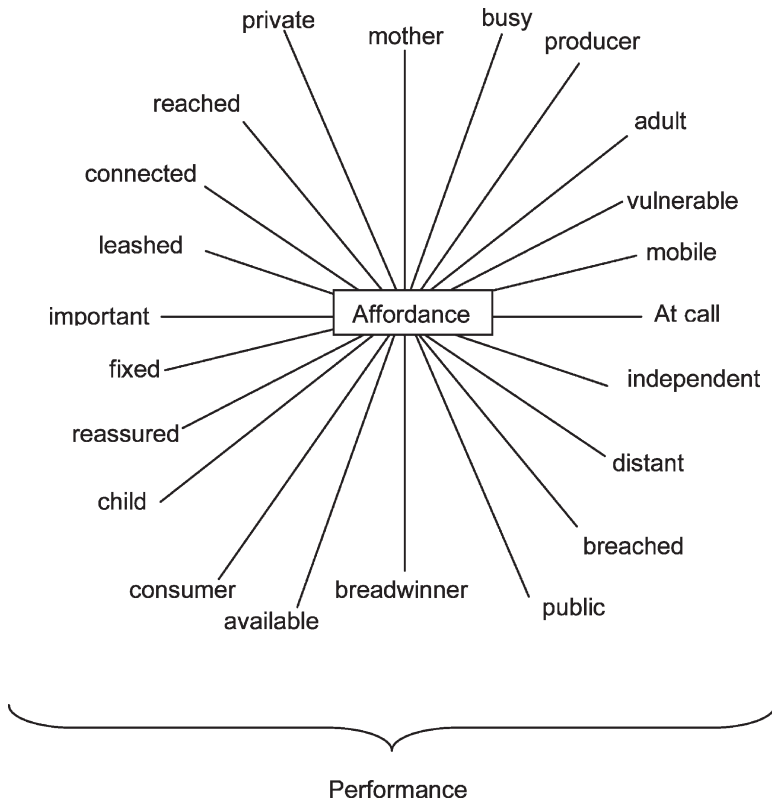 private
mother
busy
producer
reached
adult
connected
vulnerable
leashed
mobile
important
Affordance
At call
fixed
independent
reassured
distant
child
breached
consumer
breadwinner
public
available
Performance